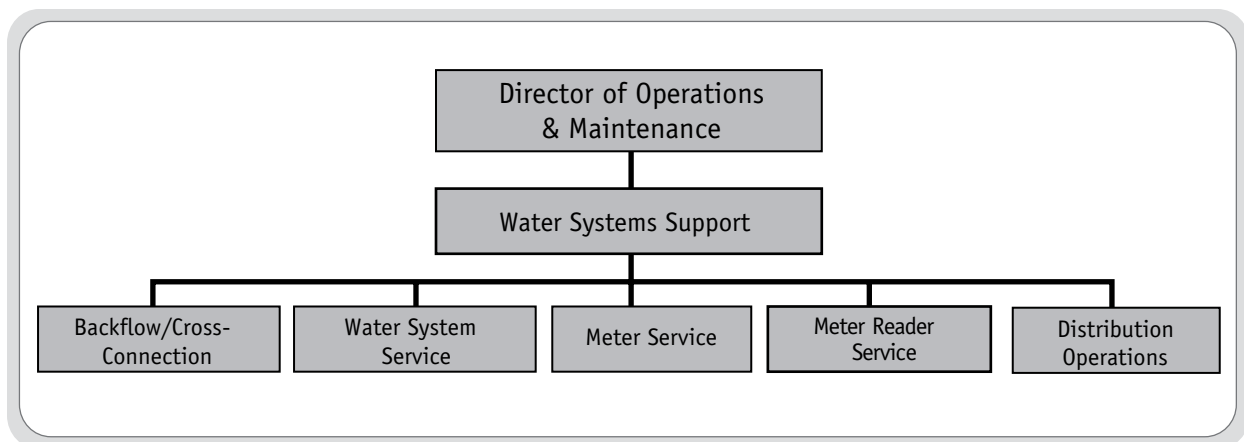 Director of Operations
& Maintenance
Water Systems Support
Backflow/Cross-
Connection
Water System
Service
Meter Service
Meter Reader
Service
Distribution
Operations